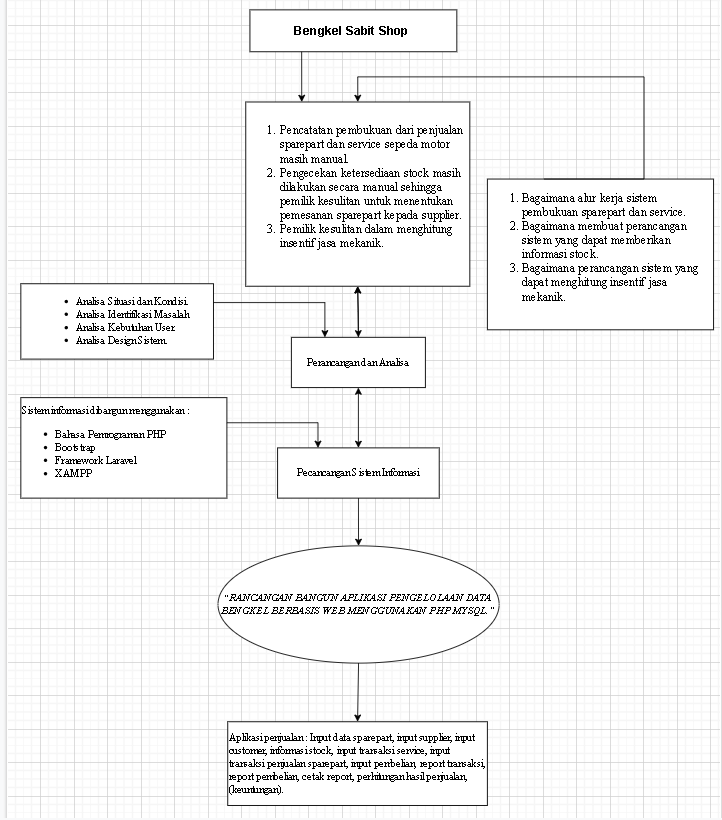 Bengkel Sabit Shop
1. Pencatatan pembukuan dari penjualan
sparepart dan service sepeda motor
masih manual.
2. Pengecekan ketersediaan stock masih
dilakukan secara manual sehingga
pemilik kesulitan untuk menentukan
pemesanan sparepart kepada supplier.
3. Pemilik kesulitan dalam menghitung
insentif jasa mekanik.
1. Bagaimana alur kerja sistem
pembukuan sparepart dan service.
2. Bagaimana membuat perancangan
sistem yang dapat memberikan
informasi stock.
3. Bagaimana perancangan sistem yang
dapat menghitung insentif jasa
mekanik.
• Analisa Situasi dan Kondisi.
• Analisa Identifikasi Masalah
• Analisa Kebutuhan User
• Analisa Design Sistem.
Perancangan dan Analisa
Sistem informasi dibangun menggunakan :
• Bahasa Pemrograman PHP
• Bootstrap
• Framework Laravel
• XAMPP
Pecancangan Sistem Informasi
"RANCANGAN BANGUN APLIKASI PENGELOLAAN DATA
BENGKEL BERBASIS WEB MENGGUNAKAN PHP MYSQL."
Aplikasi penjualan : Input data sparepart, input supplier, input
customer, informasi stock, input transaksi service, input
transaksi penjualan sparepart, input pembelian, report transaksi,
report pembelian, cetak report, perhitungan hasil penjualan,
(keuntungan).